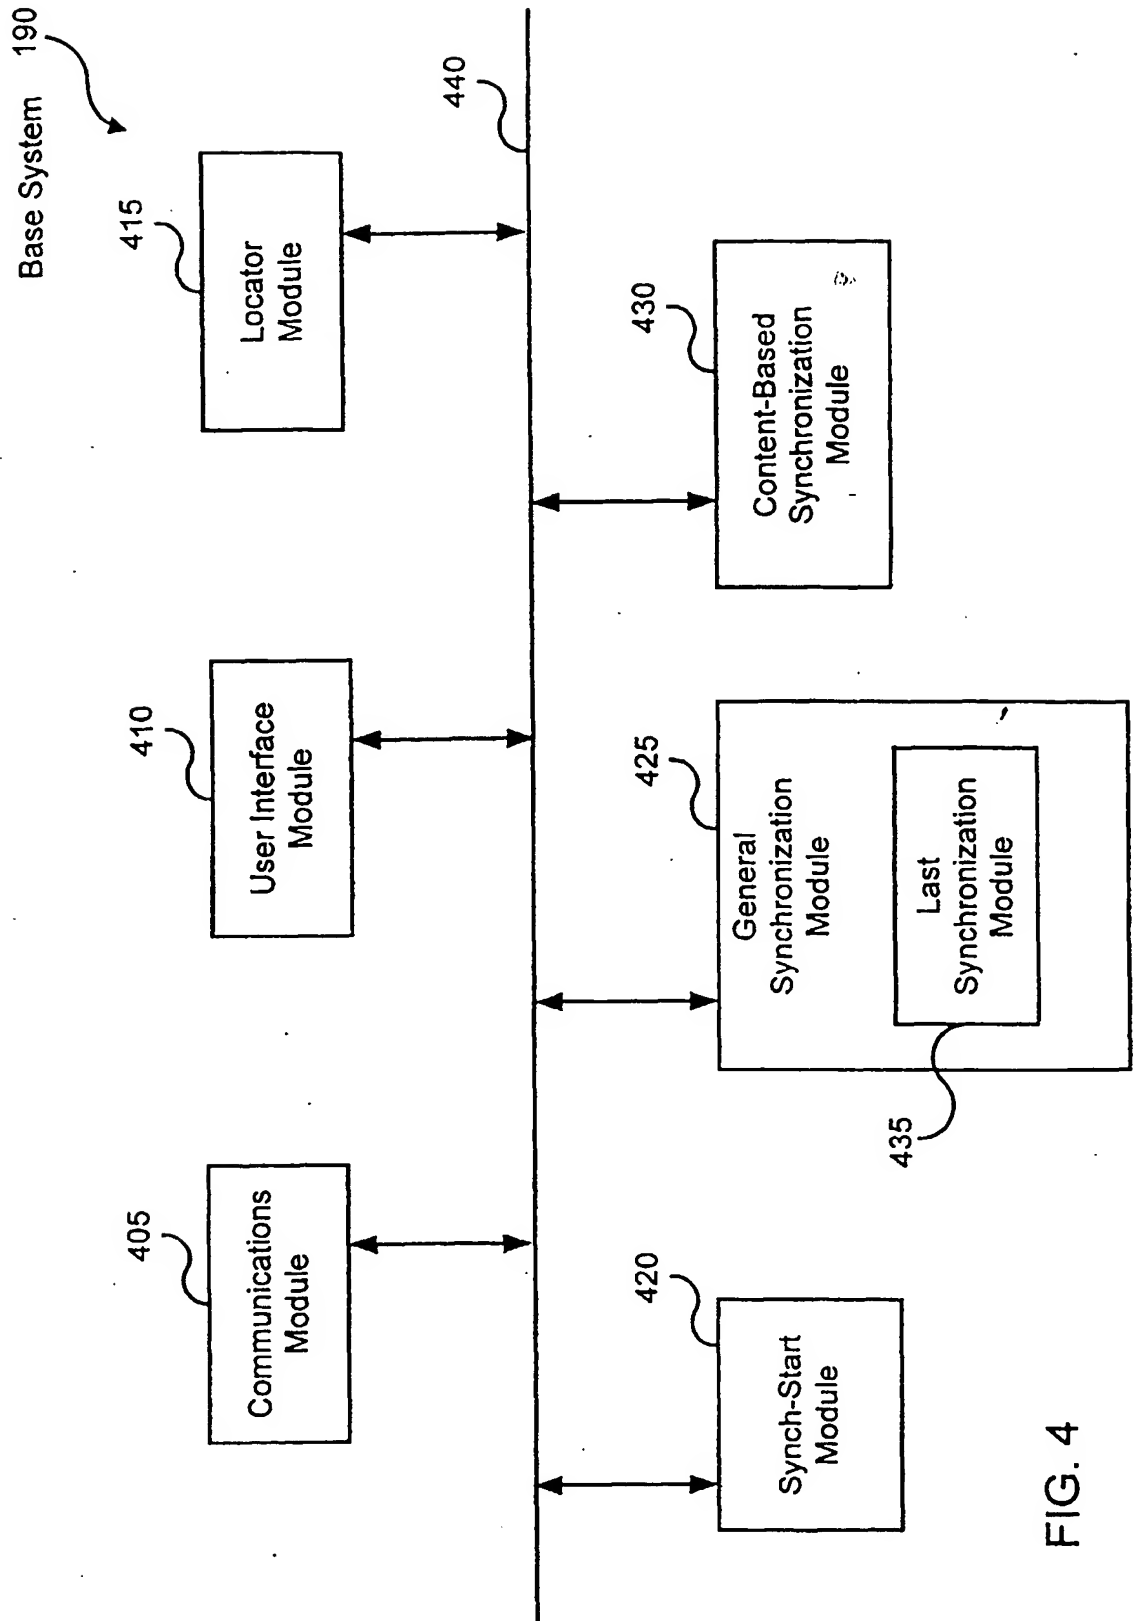 Base System 190
405
Communications
Module
410
User Interface
Module
415
Locator
Module
440
420
Synch-Start
Module
425
General
Synchronization
Module
435
Last
Synchronization
Module
430
Content-Based
Synchronization
Module
FIG. 4